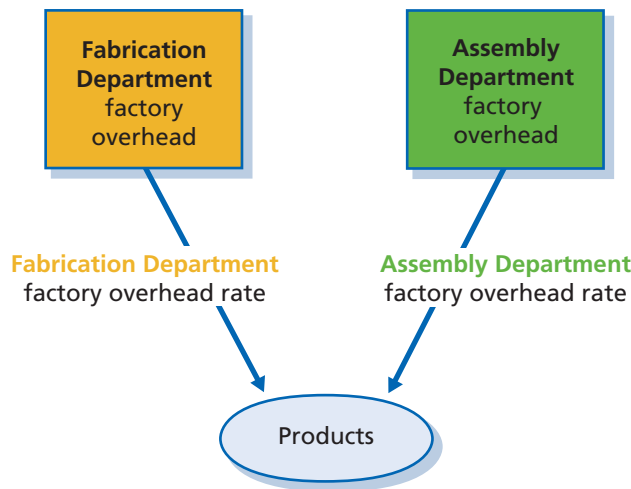 Fabrication
Department
factory
overhead
Assembly
Department
factory
overhead
Fabrication Department
factory overhead rate
Assembly Department
factory overhead rate
Products